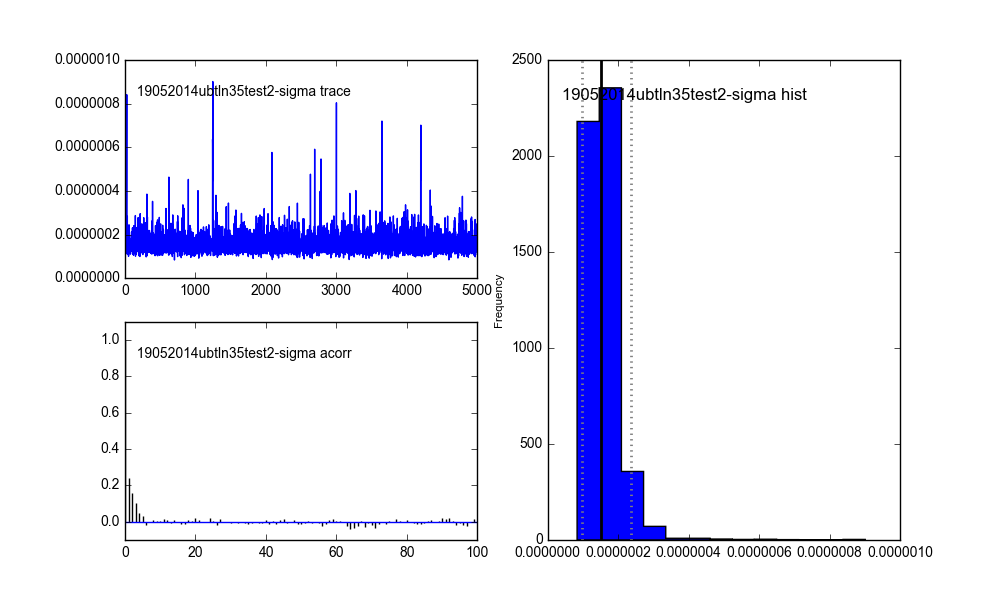 0.0000010
19052014ubtln35test2-sigma trace
0.0000008
0.0000006
0.0000004
0.0000002
0.0000000
0 1000 2000 3000 4000 5000
1.0
19052014ubtln35test2-sigma acorr
0.8
0.6
0.4
0.2
0.0
0 20 40 60 80 100
2500
19052014ubtln35test2-sigma hist
2000
1500
Frequency
1000
500
0
0.0000000 0.0000002 0.0000004 0.0000006 0.0000008 0.0000010